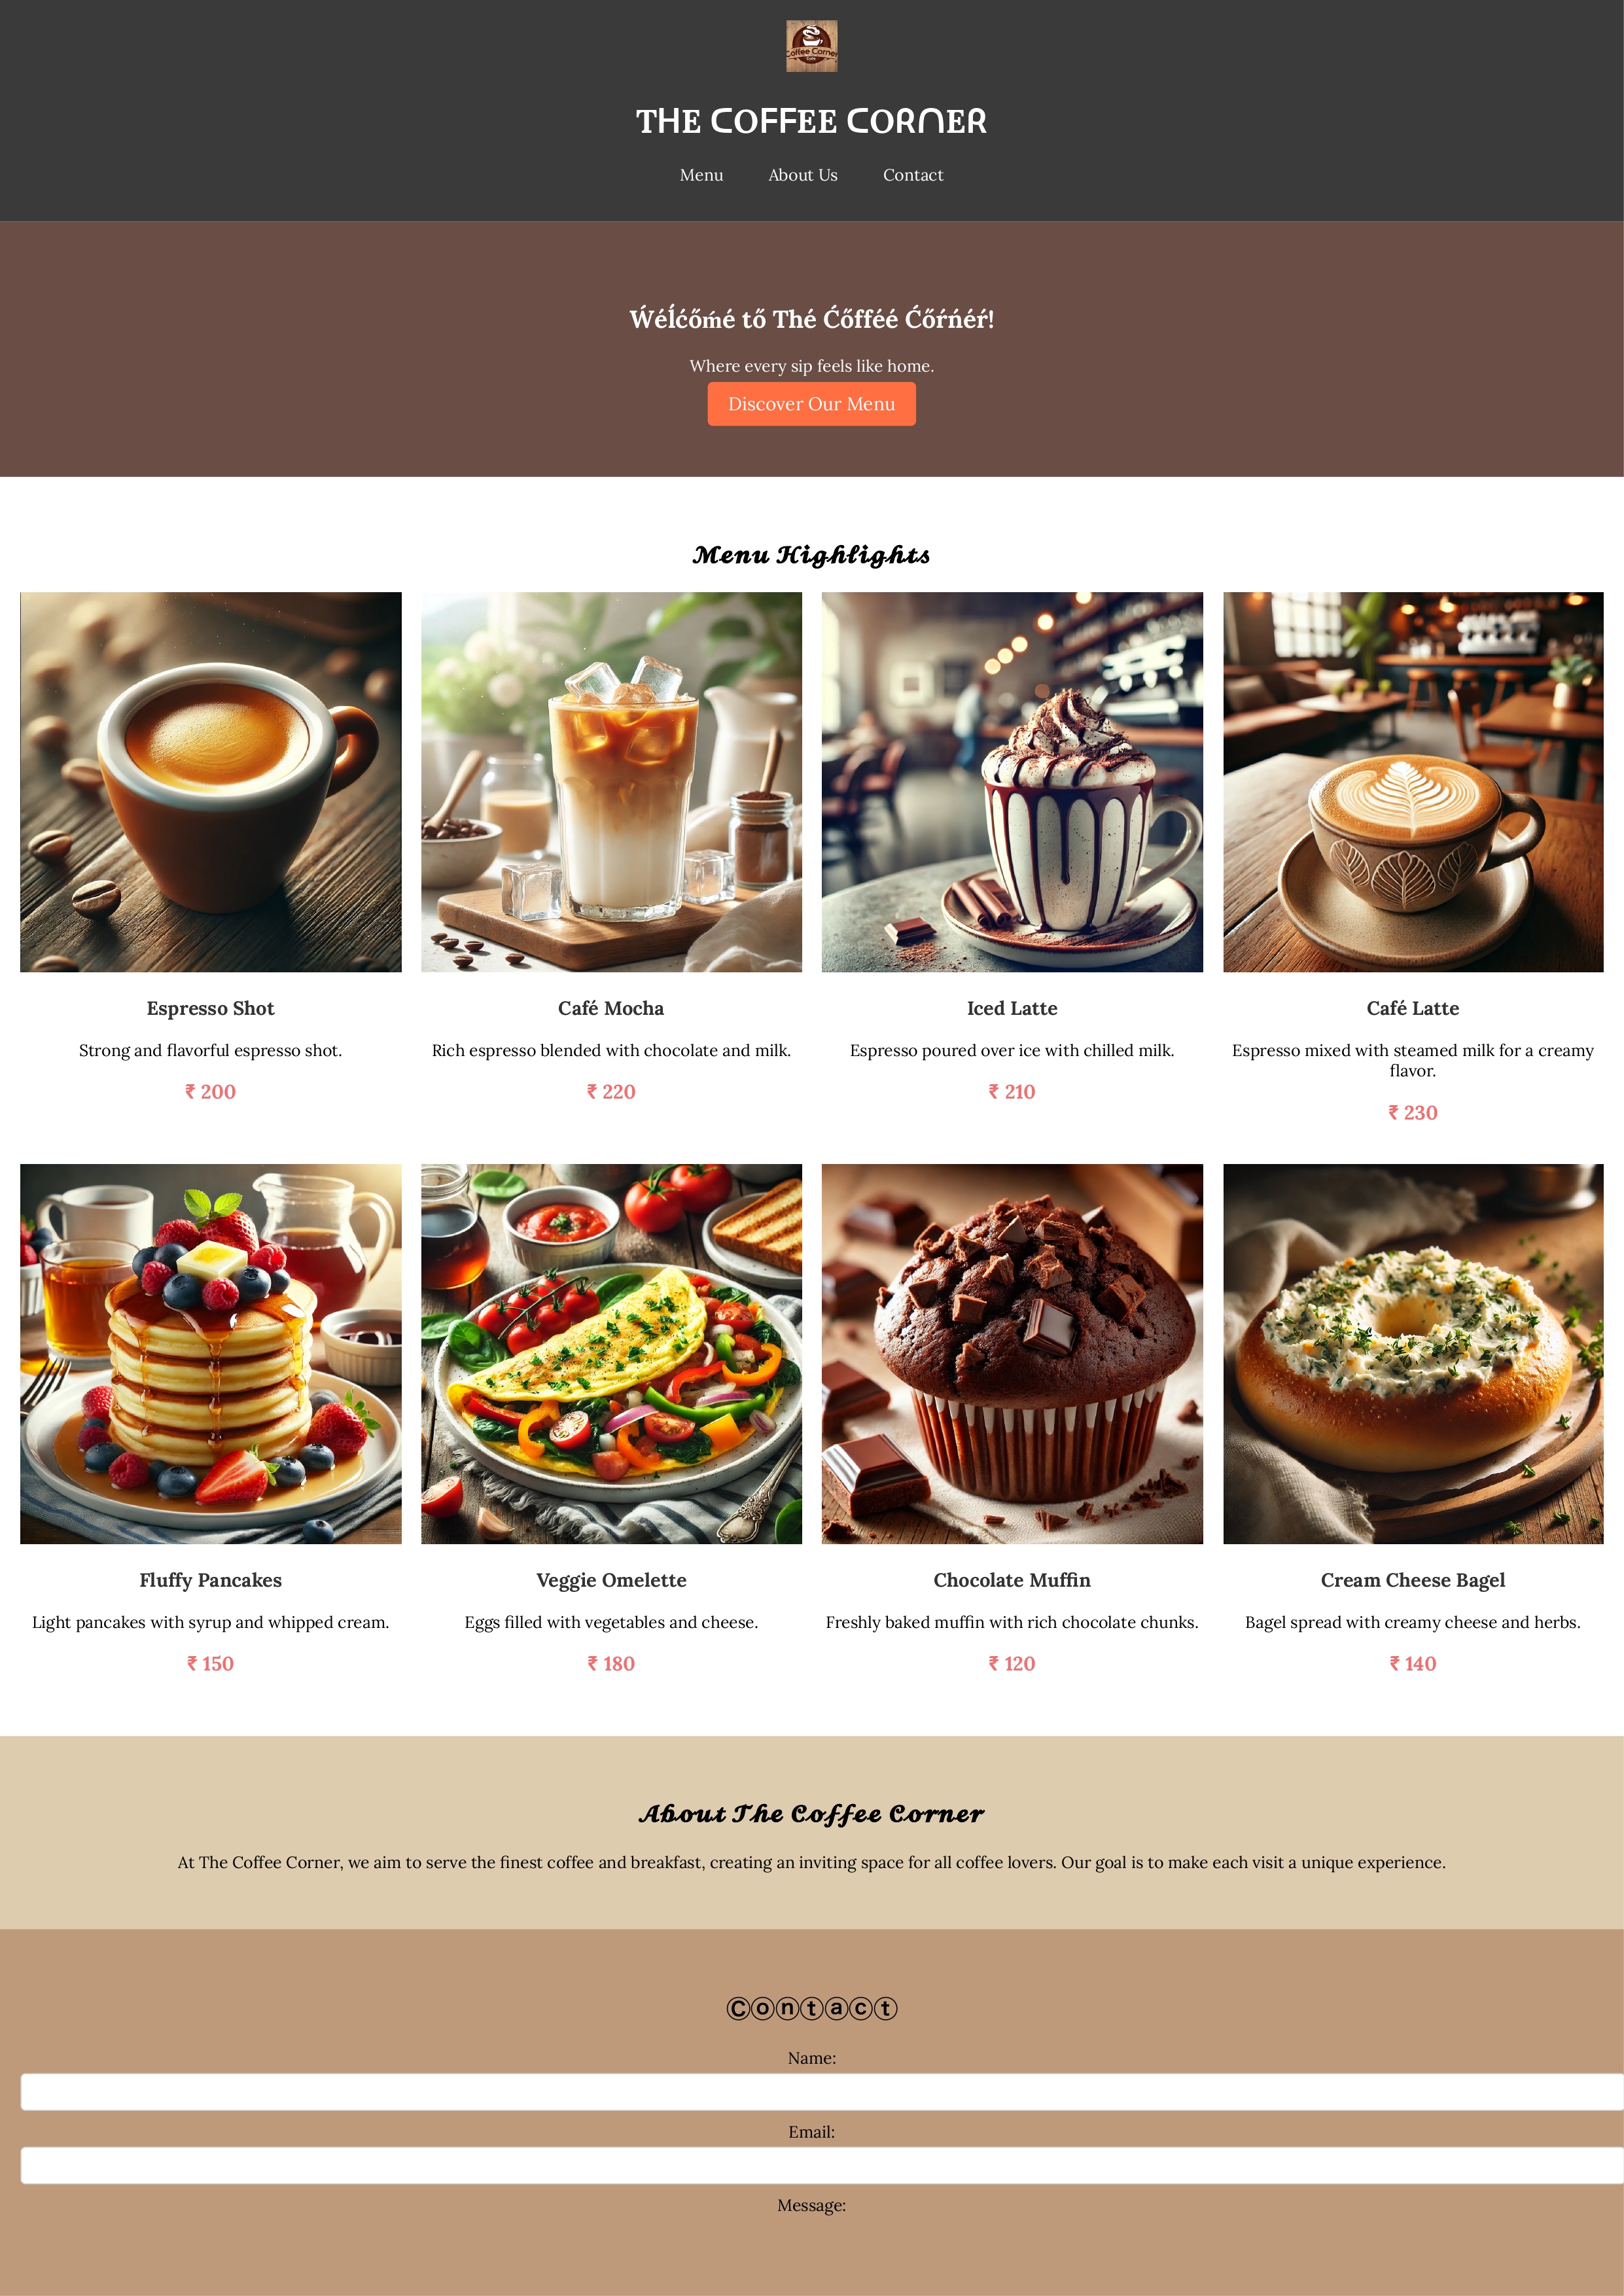 Coffee Corner
Cafe
THE COFFEE CORNER
Menu About Us Contact
Ẃéĺćőḿé tő Thé Ćőfféé Ćőŕńéŕ!
Where every sip feels like home.
Discover Our Menu
Menu Highlights
Espresso Shot
Strong and flavorful espresso shot.
₹ 200
Café Mocha
Rich espresso blended with chocolate and milk.
₹ 220
Iced Latte
Espresso poured over ice with chilled milk.
₹ 210
Café Latte
Espresso mixed with steamed milk for a creamy
flavor.
₹ 230
Fluffy Pancakes
Light pancakes with syrup and whipped cream.
₹ 150
Veggie Omelette
Eggs filled with vegetables and cheese.
₹ 180
Chocolate Muffin
Freshly baked muffin with rich chocolate chunks.
₹ 120
Cream Cheese Bagel
Bagel spread with creamy cheese and herbs.
₹ 140
About The Coffee Corner
At The Coffee Corner, we aim to serve the finest coffee and breakfast, creating an inviting space for all coffee lovers. Our goal is to make each visit a unique experience.
Ⓒⓞⓝⓣⓐⓒⓣ
Name:
Email:
Message: